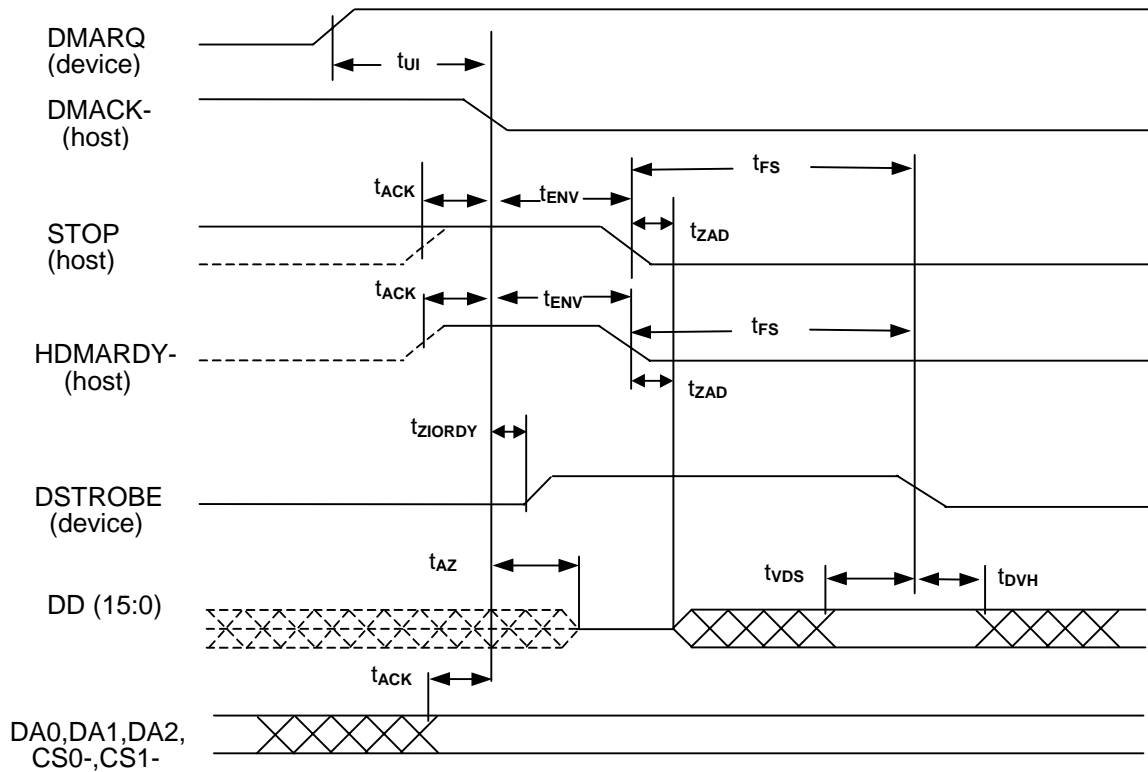 DMARQ
(device)
tUI
DMACK-
(host)
tFS
tACK
tENV
STOP
(host)
tZAD
tACK
tENV
tFS
HDMARDY-
(host)
tZAD
tZIORDY
DSTROBE
(device)
tAZ
tVDS
tDVH
DD (15:0)
tACK
DA0,DA1,DA2,
CS0-,CS1-